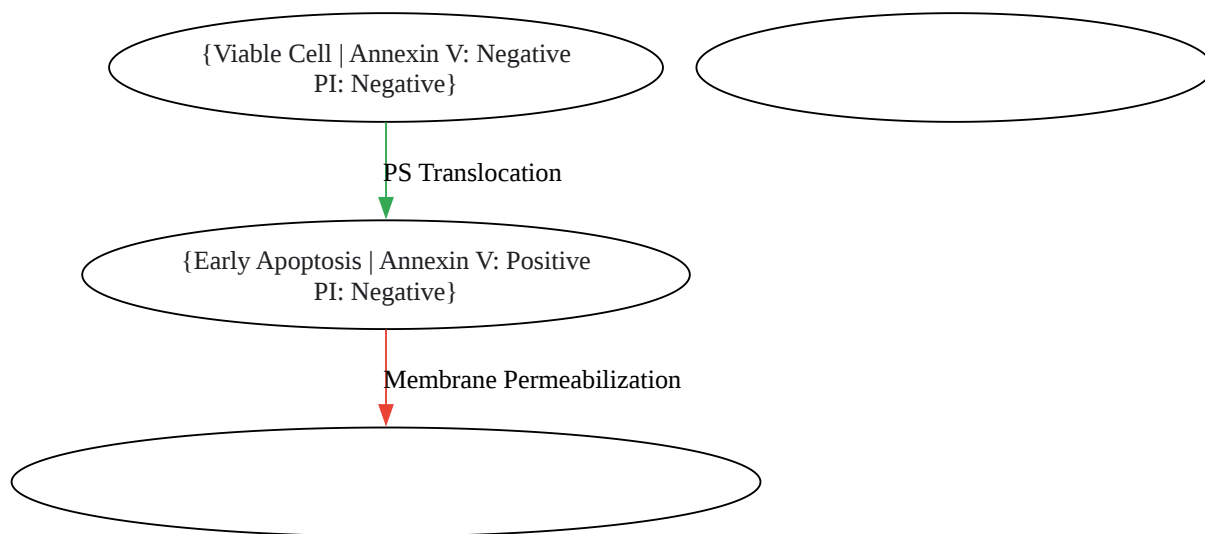 {Viable Cell | Annexin V: Negative
PI: Negative}
PS Translocation
{Early Apoptosis | Annexin V: Positive
PI: Negative}
Membrane Permeabilization